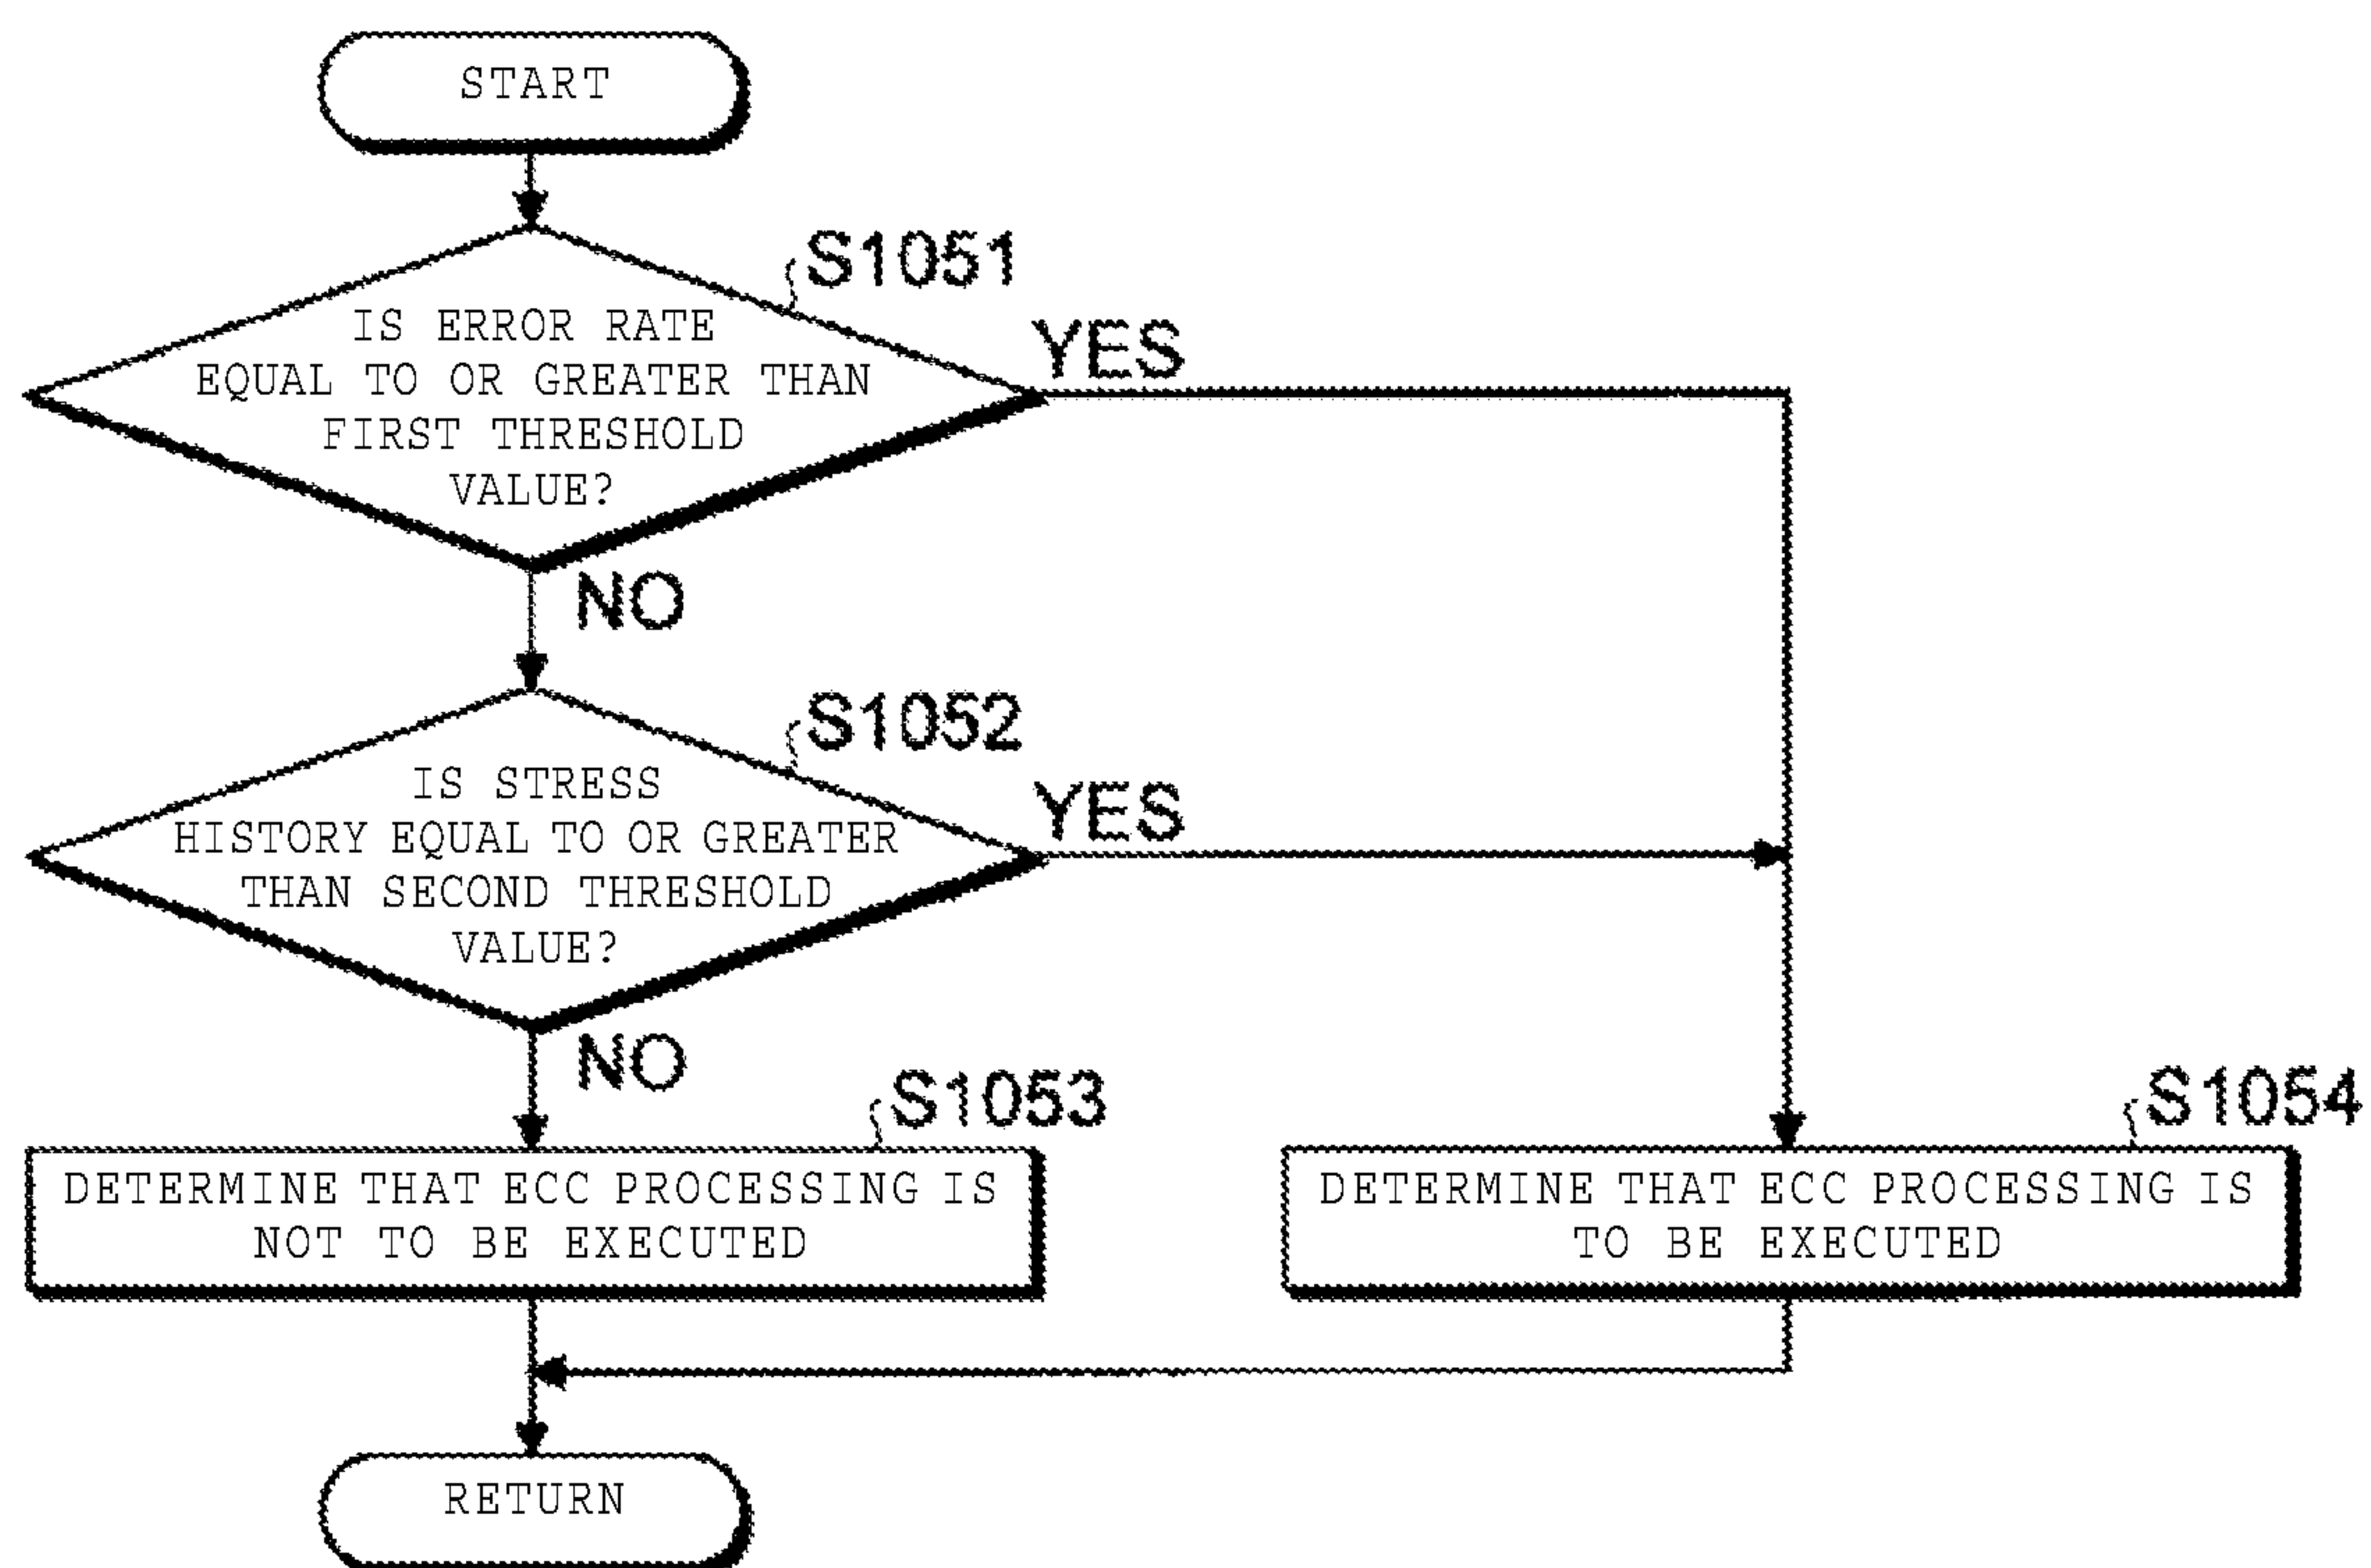 START
S1051
IS ERROR RATE
EQUAL TO OR GREATER THAN
FIRST THRESHOLD
VALUE?
YES
NO
S1052
IS STRESS
HISTORY EQUAL TO OR GREATER
THAN SECOND THRESHOLD
VALUE?
YES
NO
S1053
DETERMINE THAT ECC PROCESSING IS
NOT TO BE EXECUTED
S1054
DETERMINE THAT ECC PROCESSING IS
TO BE EXECUTED
RETURN